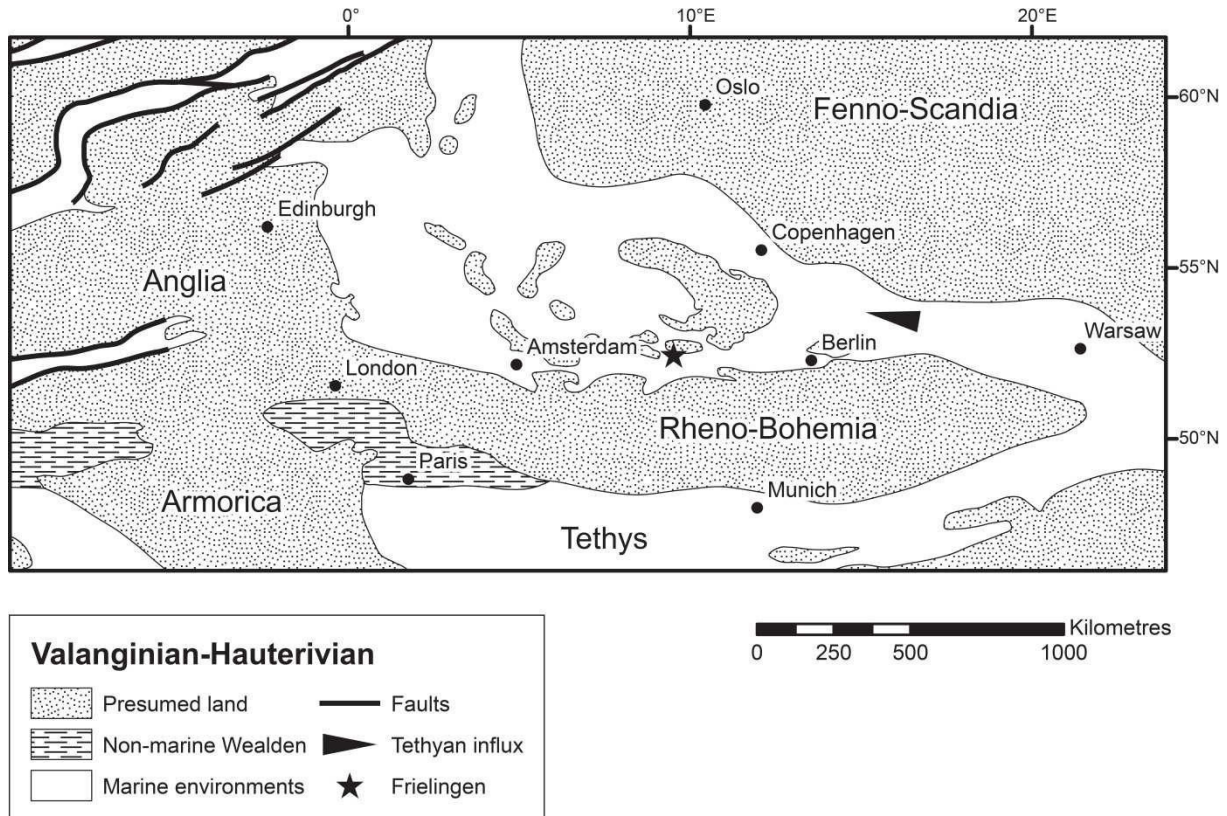 0°
10°E
20°E
60°N
55°N
50°N
Oslo
Fenno-Scandia
Edinburgh
Copenhagen
Anglia
Warsaw
Amsterdam
Berlin
London
Rheno-Bohemia
Paris
Armorica
Munich
Tethys
Valanginian-Hauterivian
Presumed land
Faults
Non-marine Wealden
Tethyan influx
Marine environments
Frielingen
Kilometres
0 250 500 1000